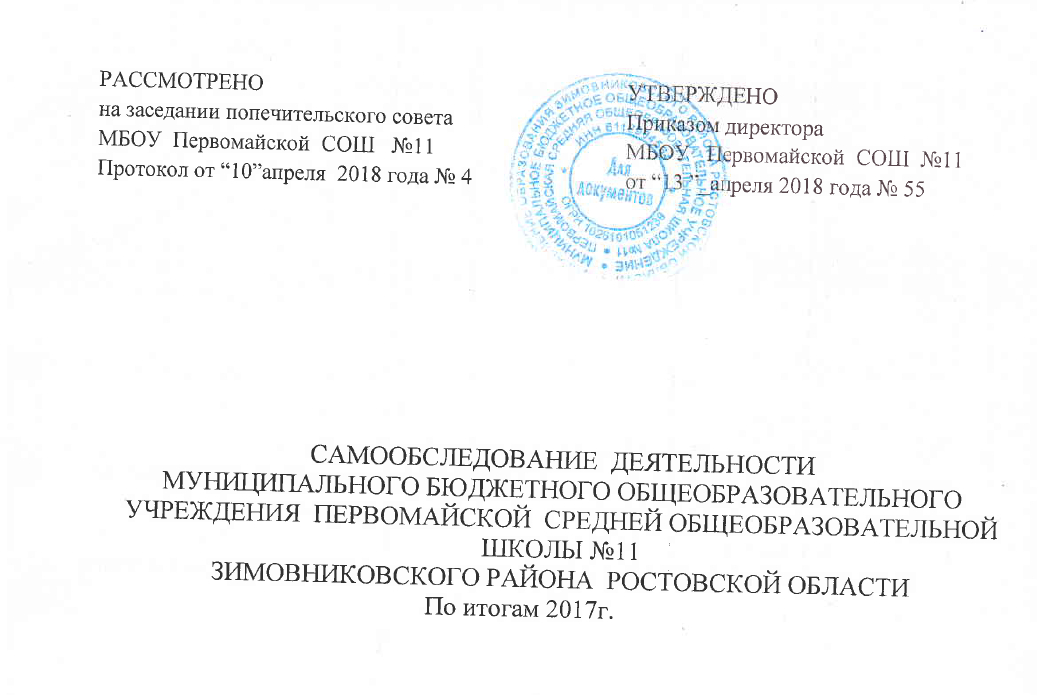 РАССМОТРЕНО
на заседании попечительского совета
МБОУ Первомайской СОШ №11
Протокол от “10”апреля 2018 года № 4
УТВЕРЖДЕНО
Приказом директора
МБОУ Первомайской СОШ №11
от “13” апреля 2018 года № 55
Для
документов
САМООБСЛЕДОВАНИЕ ДЕЯТЕЛЬНОСТИ
МУНИЦИПАЛЬНОГО БЮДЖЕТНОГО ОБЩЕОБРАЗОВАТЕЛЬНОГО
УЧРЕЖДЕНИЯ ПЕРВОМАЙСКОЙ СРЕДНЕЙ ОБЩЕОБРАЗОВАТЕЛЬНОЙ
ШКОЛЫ №11
ЗИМОВНИКОВСКОГО РАЙОНА РОСТОВСКОЙ ОБЛАСТИ
По итогам 2017г.